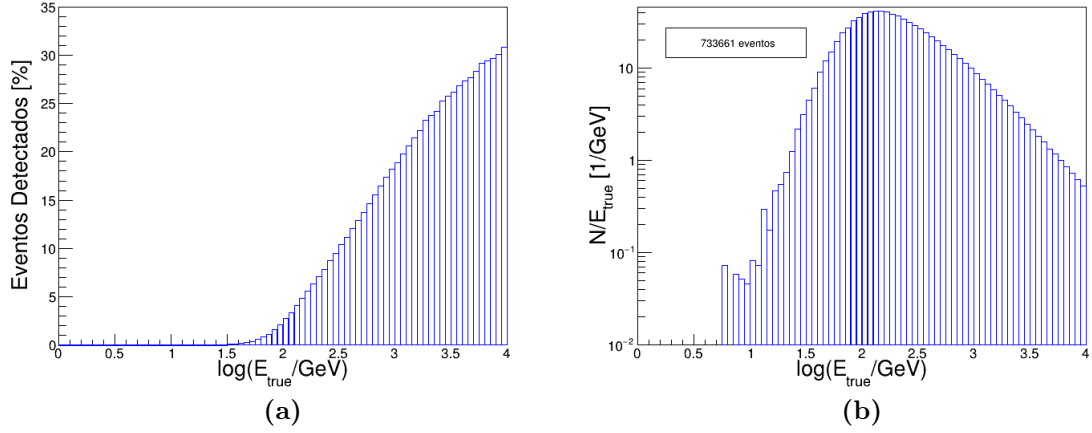 Eventos Detectados [%]
35
30
25
20
15
10
5
0
0 0.5 1 1.5 2 2.5 3 3.5 4
log(E_true/GeV)
(a)
N/E_true [1/GeV]
733661 eventos
10
1
10⁻¹
10⁻²
0 0.5 1 1.5 2 2.5 3 3.5 4
log(E_true/GeV)
(b)